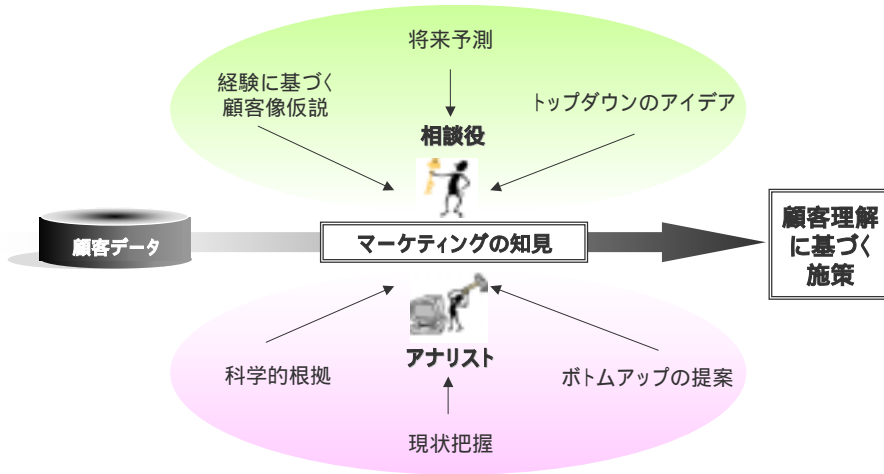 将来予測
経験に基づく
顧客像仮説
トップダウンのアイデア
相談役
顧客データ
マーケティングの知見
顧客理解
に基づく
施策
アナリスト
科学的根拠
ボトムアップの提案
現状把握